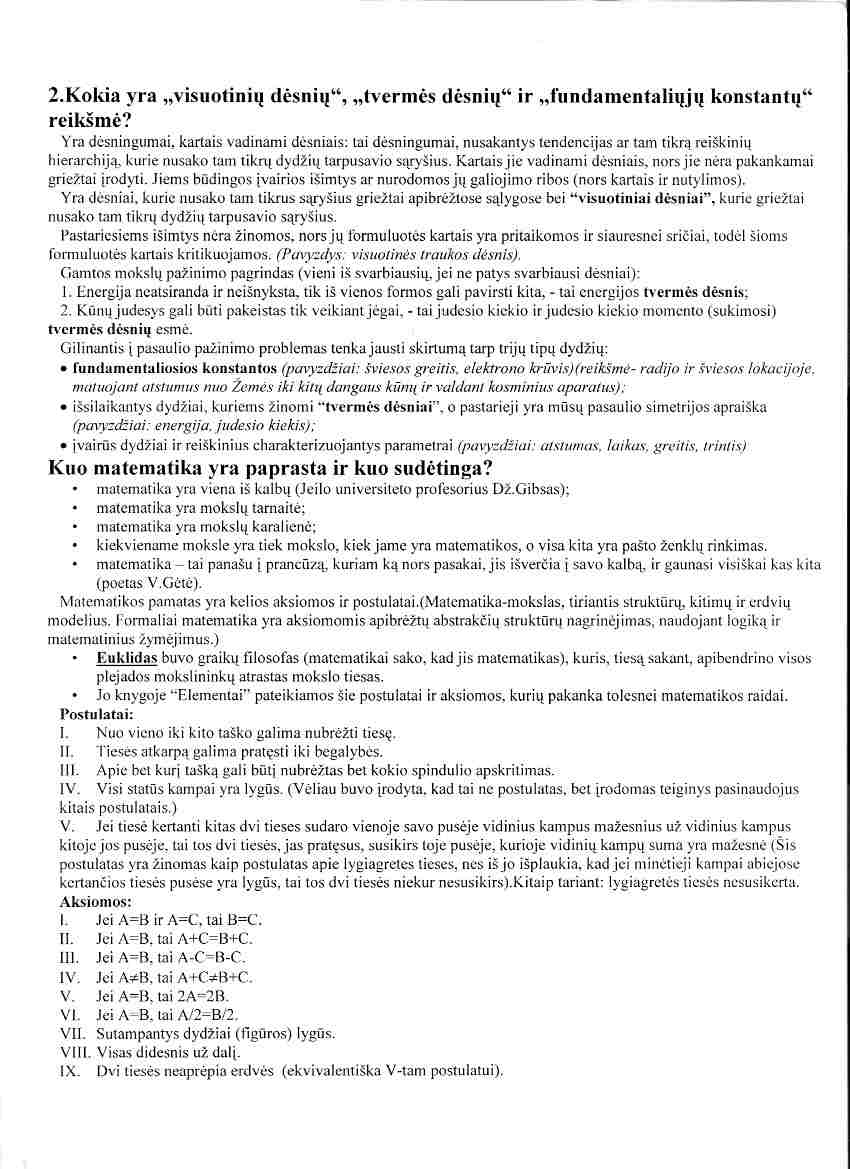 2.Kokia yra „visuotinių dėsnių“, „tvermės dėsnių“ ir „fundamentaliųjų konstantų“
reikšmė?
Yra dėsningumai, kartais vadinami dėsniais: tai dėsningumai, nusakantys tendencijas ar tam tikrą reiškinių
hierarchiją, kurie nusako tam tikrų dydžių tarpusavio sąryšius. Kartais jie vadinami dėsniais, nors jie nėra pakankamai
griežtai įrodyti. Jiems būdingos įvairios išimtys ar nurodomos jų galiojimo ribos (nors kartais ir nutylimos).
Yra dėsniai, kurie nusako tam tikrus sąryšius griežtai apibrėžtose sąlygose bei “visuotiniai dėsniai”, kurie griežtai
nusako tam tikrų dydžių tarpusavio sąryšius.
Pastariesiems išimtys nėra žinomos, nors jų formuluotės kartais yra pritaikomos ir siauresnei sričiai, todėl šioms
formuluotės kartais kritikuojamos. (Pavyzdys: visuotinės traukos dėsnis).
Gamtos mokslų pažinimo pagrindas (vieni iš svarbiausių, jei ne patys svarbiausi dėsniai):
1. Energija neatsiranda ir neišnyksta, tik iš vienos formos gali pavirsti kita, - tai energijos tvermės dėsnis;
2. Kūnų judesys gali būti pakeistas tik veikiant jėgai, - tai judesio kiekio ir judesio kiekio momento (sukimosi)
tvermės dėsnių esmė.
Gilinantis į pasaulio pažinimo problemas tenka jausti skirtumą tarp trijų tipų dydžių:
• fundamentaliosios konstantos (pavyzdžiai: šviesos greitis, elektrono krūvis)(reikšmė- radijo ir šviesos lokacijoje,
matuojant atstumus nuo Žemės iki kitų dangaus kūnų ir valdant kosminius aparatus);
• išsilaikantys dydžiai, kuriems žinomi “tvermės dėsniai”, o pastarieji yra mūsų pasaulio simetrijos apraiška
(pavyzdžiai: energija, judesio kiekis);
• įvairūs dydžiai ir reiškinius charakterizuojantys parametrai (pavyzdžiai: atstumas, laikas, greitis, trintis)
Kuo matematika yra paprasta ir kuo sudėtinga?
• matematika yra viena iš kalbų (Jeilo universiteto profesorius Dž.Gibsas);
• matematika yra mokslų tarnaitė;
• matematika yra mokslų karalienė;
• kiekviename moksle yra tiek mokslo, kiek jame yra matematikos, o visa kita yra pašto ženklų rinkimas.
• matematika – tai panašu į prancūzą, kuriam ką nors pasakai, jis išverčia į savo kalbą, ir gaunasi visiškai kas kita
(poetas V.Gėtė).
Matematikos pamatas yra kelios aksiomos ir postulatai.(Matematika-mokslas, tiriantis struktūrų, kitimų ir erdvių
modelius. Formaliai matematika yra aksiomomis apibrėžtų abstrakčių struktūrų nagrinėjimas, naudojant logiką ir
matematinius žymėjimus.)
• Euklidas buvo graikų filosofas (matematikai sako, kad jis matematikas), kuris, tiesą sakant, apibendrino visos
plejados mokslininkų atrastas mokslo tiesas.
• Jo knygoje “Elementai” pateikiamos šie postulatai ir aksiomos, kurių pakanka tolesnei matematikos raidai.
Postulatai:
I. Nuo vieno iki kito taško galima nubrėžti tiesę.
II. Tiesės atkarpą galima pratęsti iki begalybės.
III. Apie bet kurį tašką gali būtį nubrėžtas bet kokio spindulio apskritimas.
IV. Visi statūs kampai yra lygūs. (Vėliau buvo įrodyta, kad tai ne postulatas, bet įrodomas teiginys pasinaudojus
kitais postulatais.)
V. Jei tiesė kertanti kitas dvi tieses sudaro vienoje savo pusėje vidinius kampus mažesnius už vidinius kampus
kitoje jos pusėje, tai tos dvi tiesės, jas pratęsus, susikirs toje pusėje, kurioje vidinių kampų suma yra mažesnė (Šis
postulatas yra žinomas kaip postulatas apie lygiagretes tieses, nes iš jo išplaukia, kad jei minėtieji kampai abiejose
kertančios tiesės pusėse yra lygūs, tai tos dvi tiesės niekur nesusikirs).Kitaip tariant: lygiagretės tiesės nesusikerta.
Aksiomos:
I. Jei A=B ir A=C, tai B=C.
II. Jei A=B, tai A+C=B+C.
III. Jei A=B, tai A-C=B-C.
IV. Jei A≠B, tai A+C≠B+C.
V. Jei A=B, tai 2A=2B.
VI. Jei A=B, tai A/2=B/2.
VII. Sutampantys dydžiai (figūros) lygūs.
VIII. Visas didesnis už dalį.
IX. Dvi tiesės neaprėpia erdvės (ekvivalentiška V-tam postulatui).